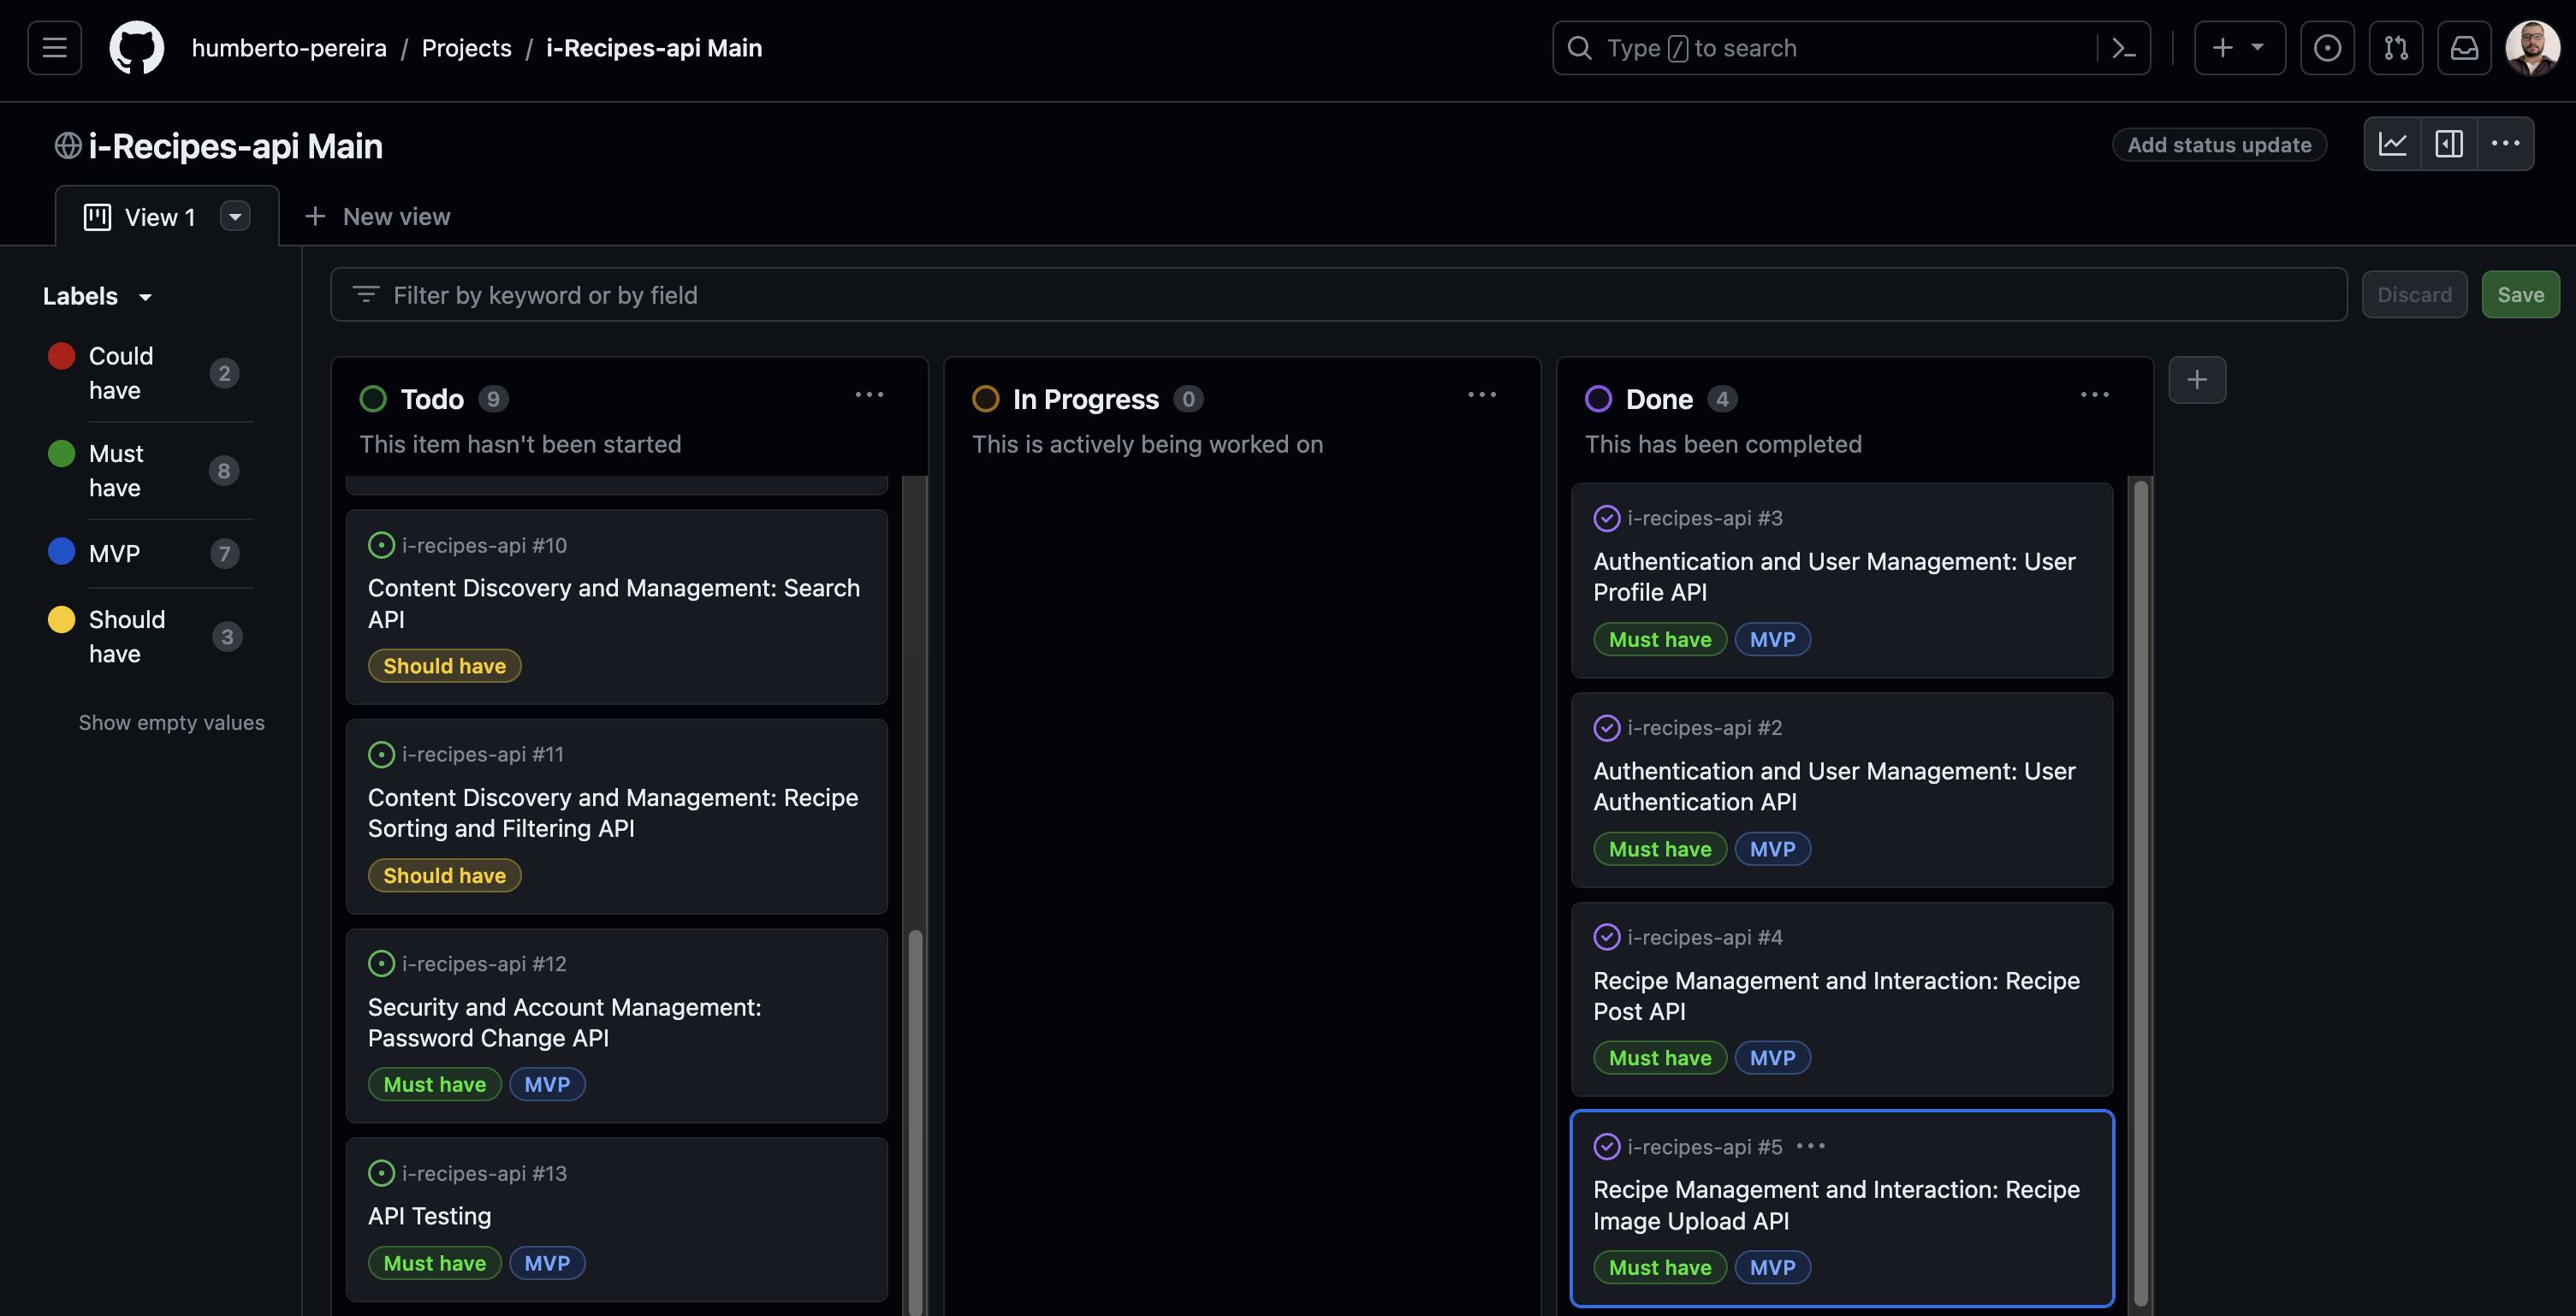 humberto-pereira / Projects / i-Recipes-api Main
Type / to search
i-Recipes-api Main
Add status update
View 1
New view
Labels
Could
have
2
Must
have
8
MVP 7
Should
have
3
Show empty values
Filter by keyword or by field
Discard
Save
Todo 9
This item hasn't been started
i-recipes-api #10
Content Discovery and Management: Search
API
Should have
i-recipes-api #11
Content Discovery and Management: Recipe
Sorting and Filtering API
Should have
i-recipes-api #12
Security and Account Management:
Password Change API
Must have MVP
i-recipes-api #13
API Testing
Must have MVP
In Progress 0
This is actively being worked on
Done 4
This has been completed
i-recipes-api #3
Authentication and User Management: User
Profile API
Must have MVP
i-recipes-api #2
Authentication and User Management: User
Authentication API
Must have MVP
i-recipes-api #4
Recipe Management and Interaction: Recipe
Post API
Must have MVP
i-recipes-api #5
Recipe Management and Interaction: Recipe
Image Upload API
Must have MVP